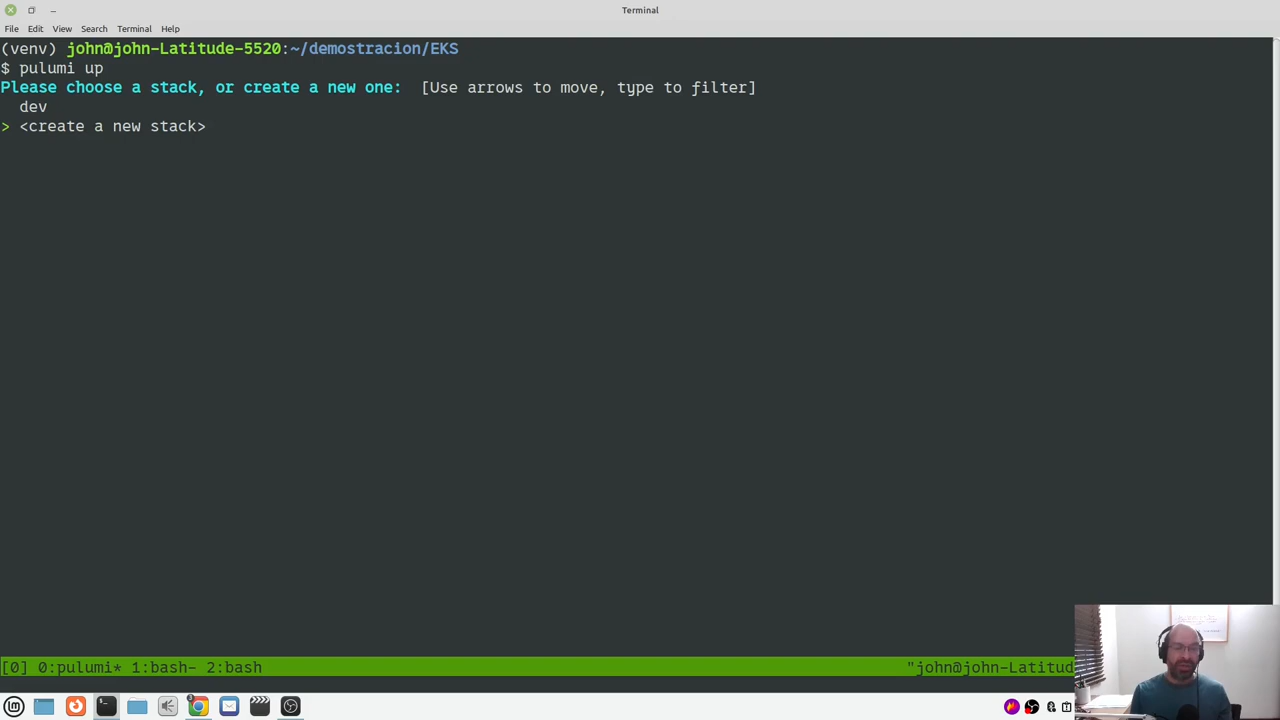 Terminal
File Edit View Search Terminal Help
(venv) john@john-Latitude-5520:~/demostracion/EKS
$ pulumi up
Please choose a stack, or create a new one:  [Use arrows to move, type to filter]
  dev
> <create a new stack>
[0] 0:pulumi* 1:bash- 2:bash "john@john-Latitud
3